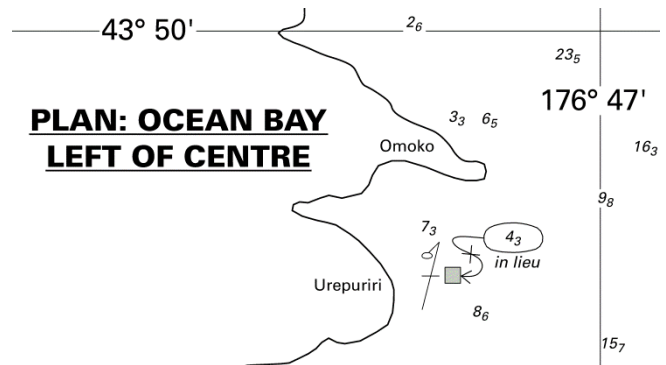 43° 50'
2₆
23₅
176° 47'
PLAN: OCEAN BAY
LEFT OF CENTRE
3₃
6₅
Omoko
16₃
9₈
7₃
4₃
in lieu
Urepuriri
8₆
15₇